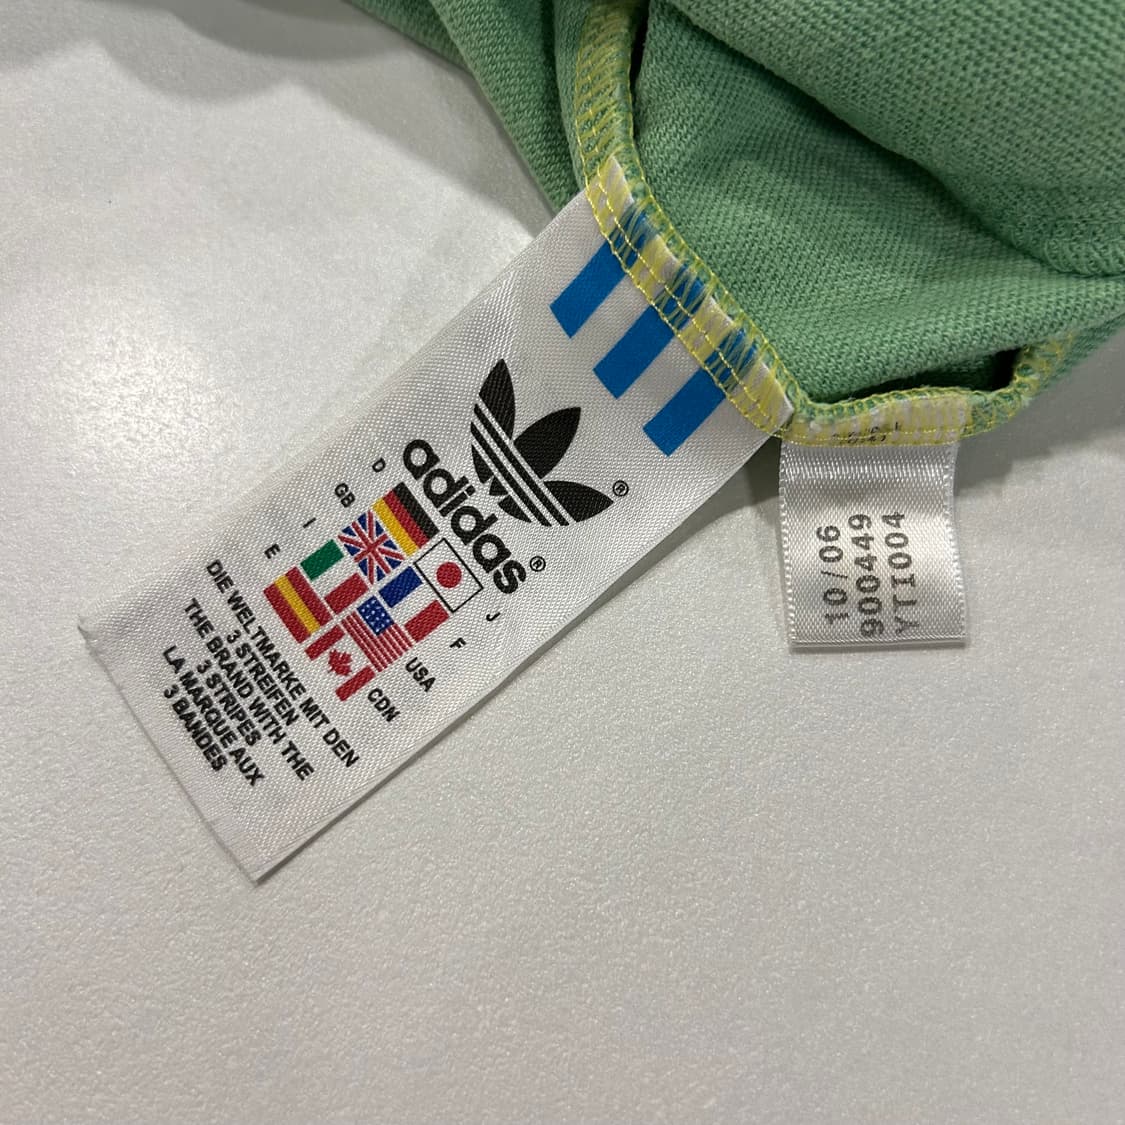 adidas®
®
D
GB
I
E
J
F
USA
CDN
DIE WELTMARKE MIT DEN
3 STREIFEN
THE BRAND WITH THE
3 STRIPES
LA MARQUE AUX
3 BANDES
10/06
900449
YTI004